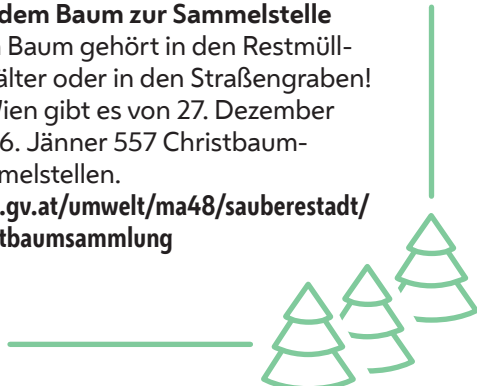 dem Baum zur Sammelstelle
Baum gehört in den Restmüll-
älter oder in den Straßengraben!
Wien gibt es von 27. Dezember
6. Jänner 557 Christbaum-
melstellen.
.gv.at/umwelt/ma48/sauberestadt/
tbaumsammlung